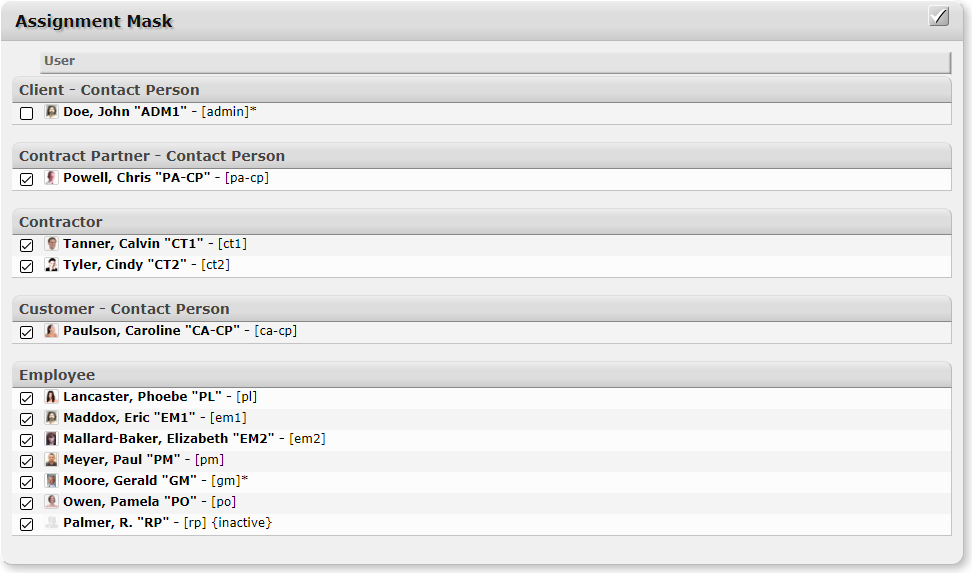 Assignment Mask
User
Client - Contact Person
Doe, John "ADM1" - [admin]*
Contract Partner - Contact Person
Powell, Chris "PA-CP" - [pa-cp]
Contractor
Tanner, Calvin "CT1" - [ct1]
Tyler, Cindy "CT2" - [ct2]
Customer - Contact Person
Paulson, Caroline "CA-CP" - [ca-cp]
Employee
Lancaster, Phoebe "PL" - [pl]
Maddox, Eric "EM1" - [em1]
Mallard-Baker, Elizabeth "EM2" - [em2]
Meyer, Paul "PM" - [pm]
Moore, Gerald "GM" - [gm]*
Owen, Pamela "PO" - [po]
Palmer, R. "RP" - [rp] {inactive}